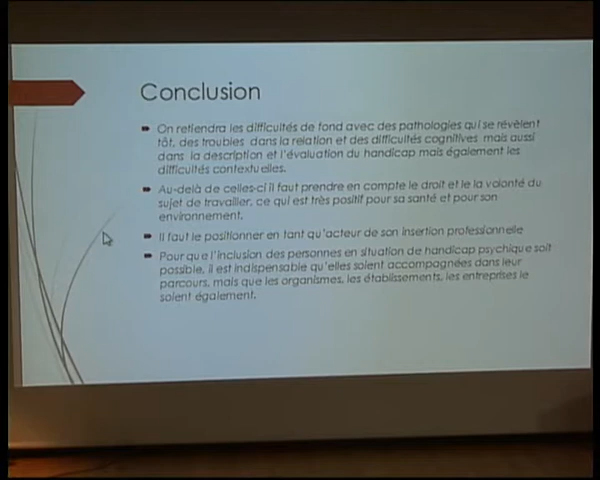 Conclusion
On retiendra les difficultés de fond avec des pathologies qui se révèlent
tôt, des troubles dans la relation et des difficultés cognitives mais aussi
dans la description et l'évaluation du handicap mais également les
difficultés contextuelles.
Au-delà de celles-ci il faut prendre en compte le droit et le la volonté du
sujet de travailler, ce qui est très positif pour sa santé et pour son
environnement.
Il faut le positionner en tant qu'acteur de son insertion professionnelle
Pour que l'inclusion des personnes en situation de handicap psychique soit
possible, il est indispensable qu'elles soient accompagnées dans leur
parcours, mais que les organismes, les établissements, les entreprises le
soient également.